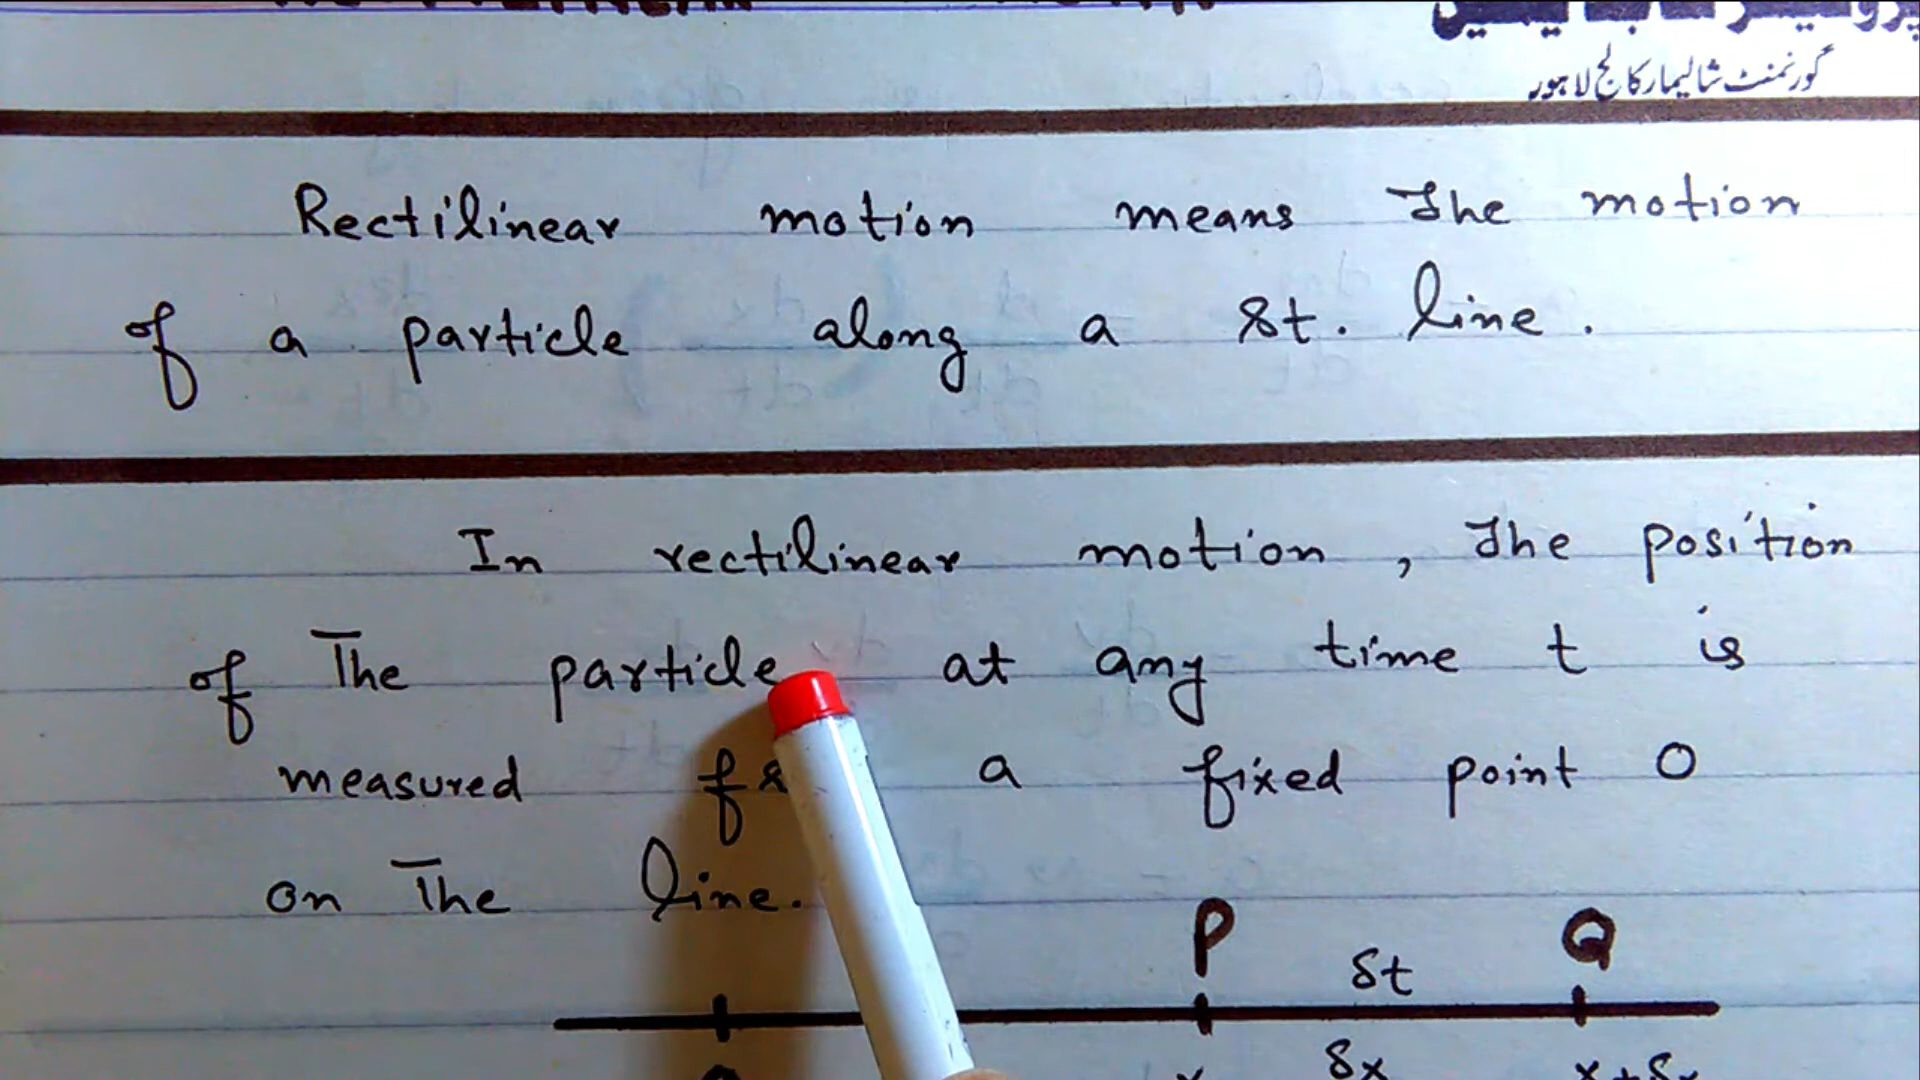 گورنمنٹ شالیمار کالج لاہور
Rectilinear motion means The motion
of a particle along a St. line.
In rectilinear motion, The position
of The particle at any time t is
measured a fixed point O
on The line.
P δt Q
δx x+δx